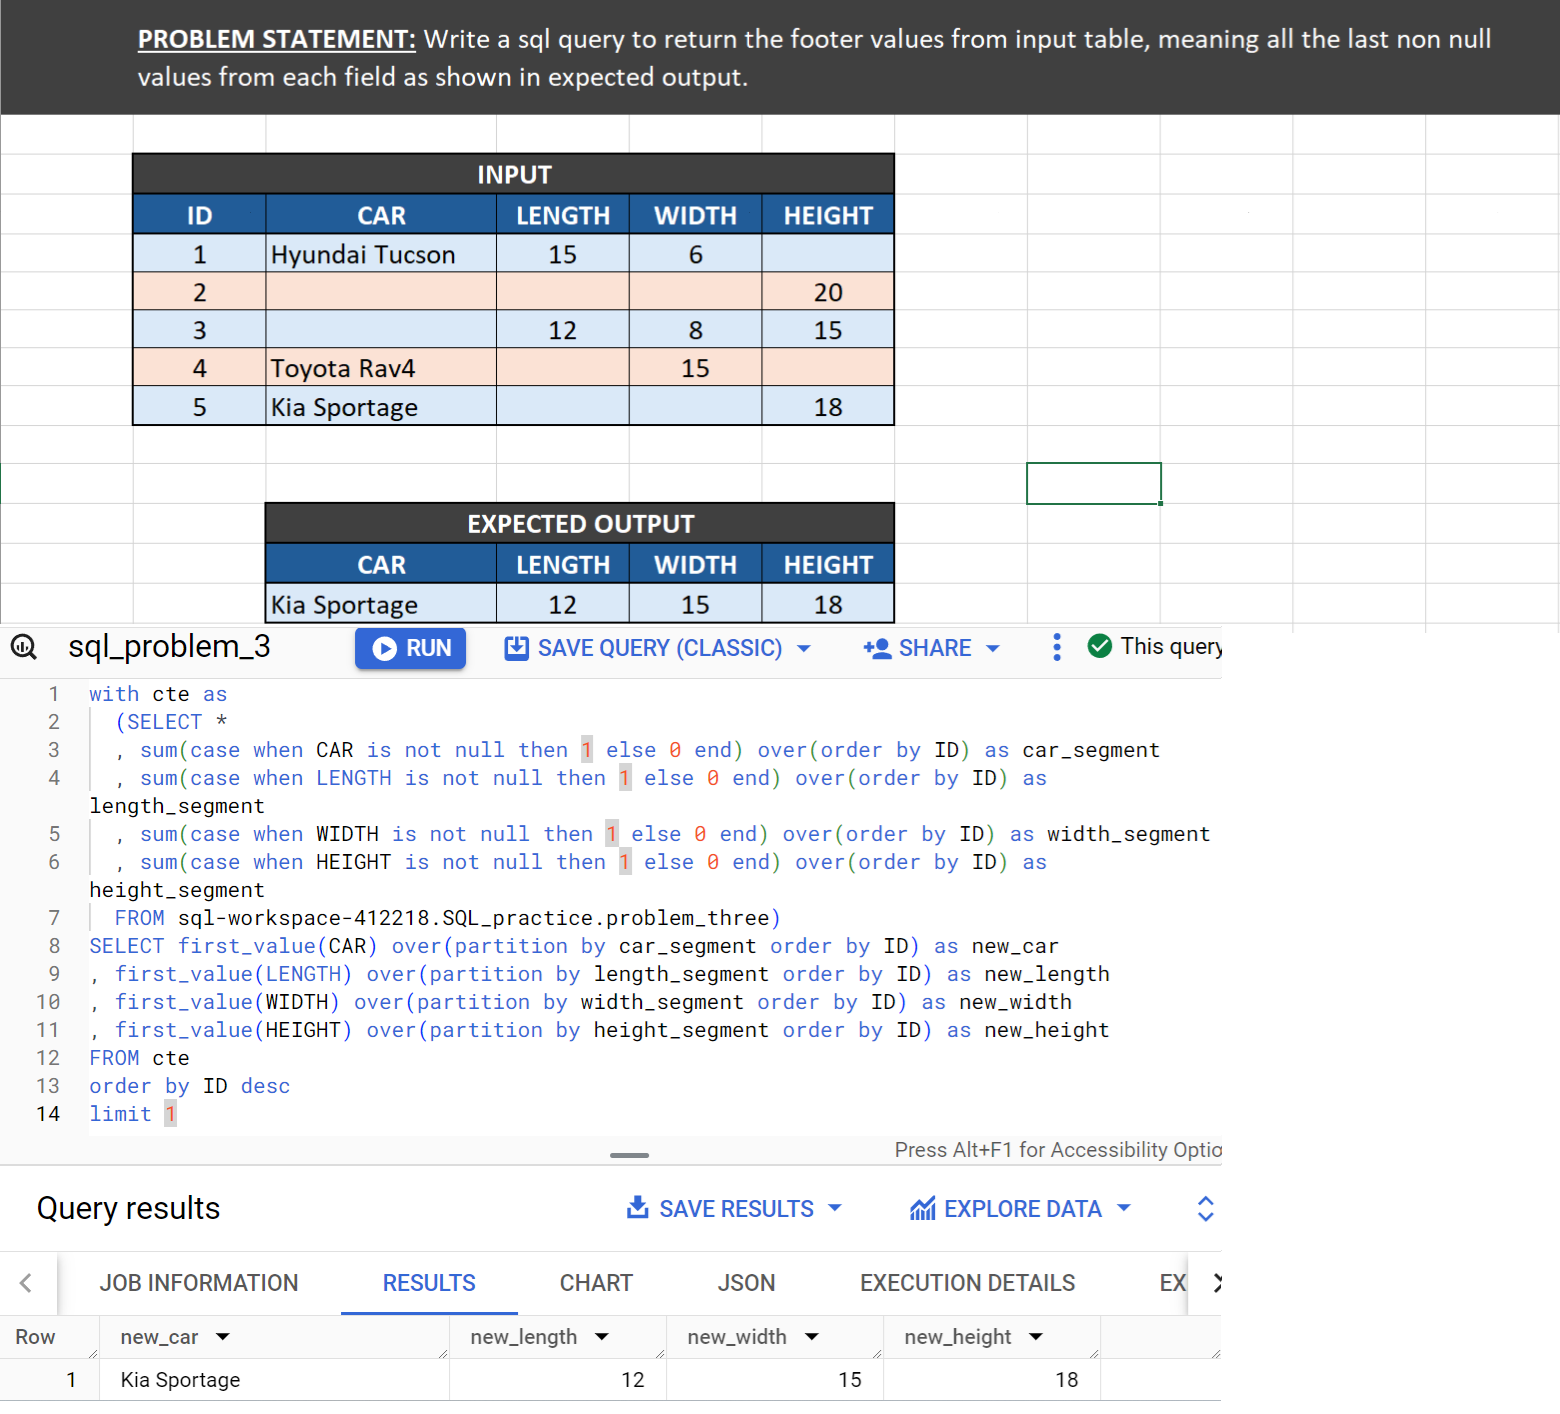 PROBLEM STATEMENT: Write a sql query to return the footer values from input table, meaning all the last non null
values from each field as shown in expected output.
INPUT
ID CAR LENGTH WIDTH HEIGHT
1 Hyundai Tucson 15 6
2 20
3 12 8 15
4 Toyota Rav4 15
5 Kia Sportage 18
EXPECTED OUTPUT
CAR LENGTH WIDTH HEIGHT
Kia Sportage 12 15 18
sql_problem_3 RUN SAVE QUERY (CLASSIC) SHARE This query
1 with cte as
2 (SELECT *
3 , sum(case when CAR is not null then 1 else 0 end) over(order by ID) as car_segment
4 , sum(case when LENGTH is not null then 1 else 0 end) over(order by ID) as
length_segment
5 , sum(case when WIDTH is not null then 1 else 0 end) over(order by ID) as width_segment
6 , sum(case when HEIGHT is not null then 1 else 0 end) over(order by ID) as
height_segment
7 FROM sql-workspace-412218.SQL_practice.problem_three)
8 SELECT first_value(CAR) over(partition by car_segment order by ID) as new_car
9 , first_value(LENGTH) over(partition by length_segment order by ID) as new_length
10 , first_value(WIDTH) over(partition by width_segment order by ID) as new_width
11 , first_value(HEIGHT) over(partition by height_segment order by ID) as new_height
12 FROM cte
13 order by ID desc
14 limit 1
Press Alt+F1 for Accessibility Optio
Query results SAVE RESULTS EXPLORE DATA
JOB INFORMATION RESULTS CHART JSON EXECUTION DETAILS EX
Row new_car new_length new_width new_height
1 Kia Sportage 12 15 18